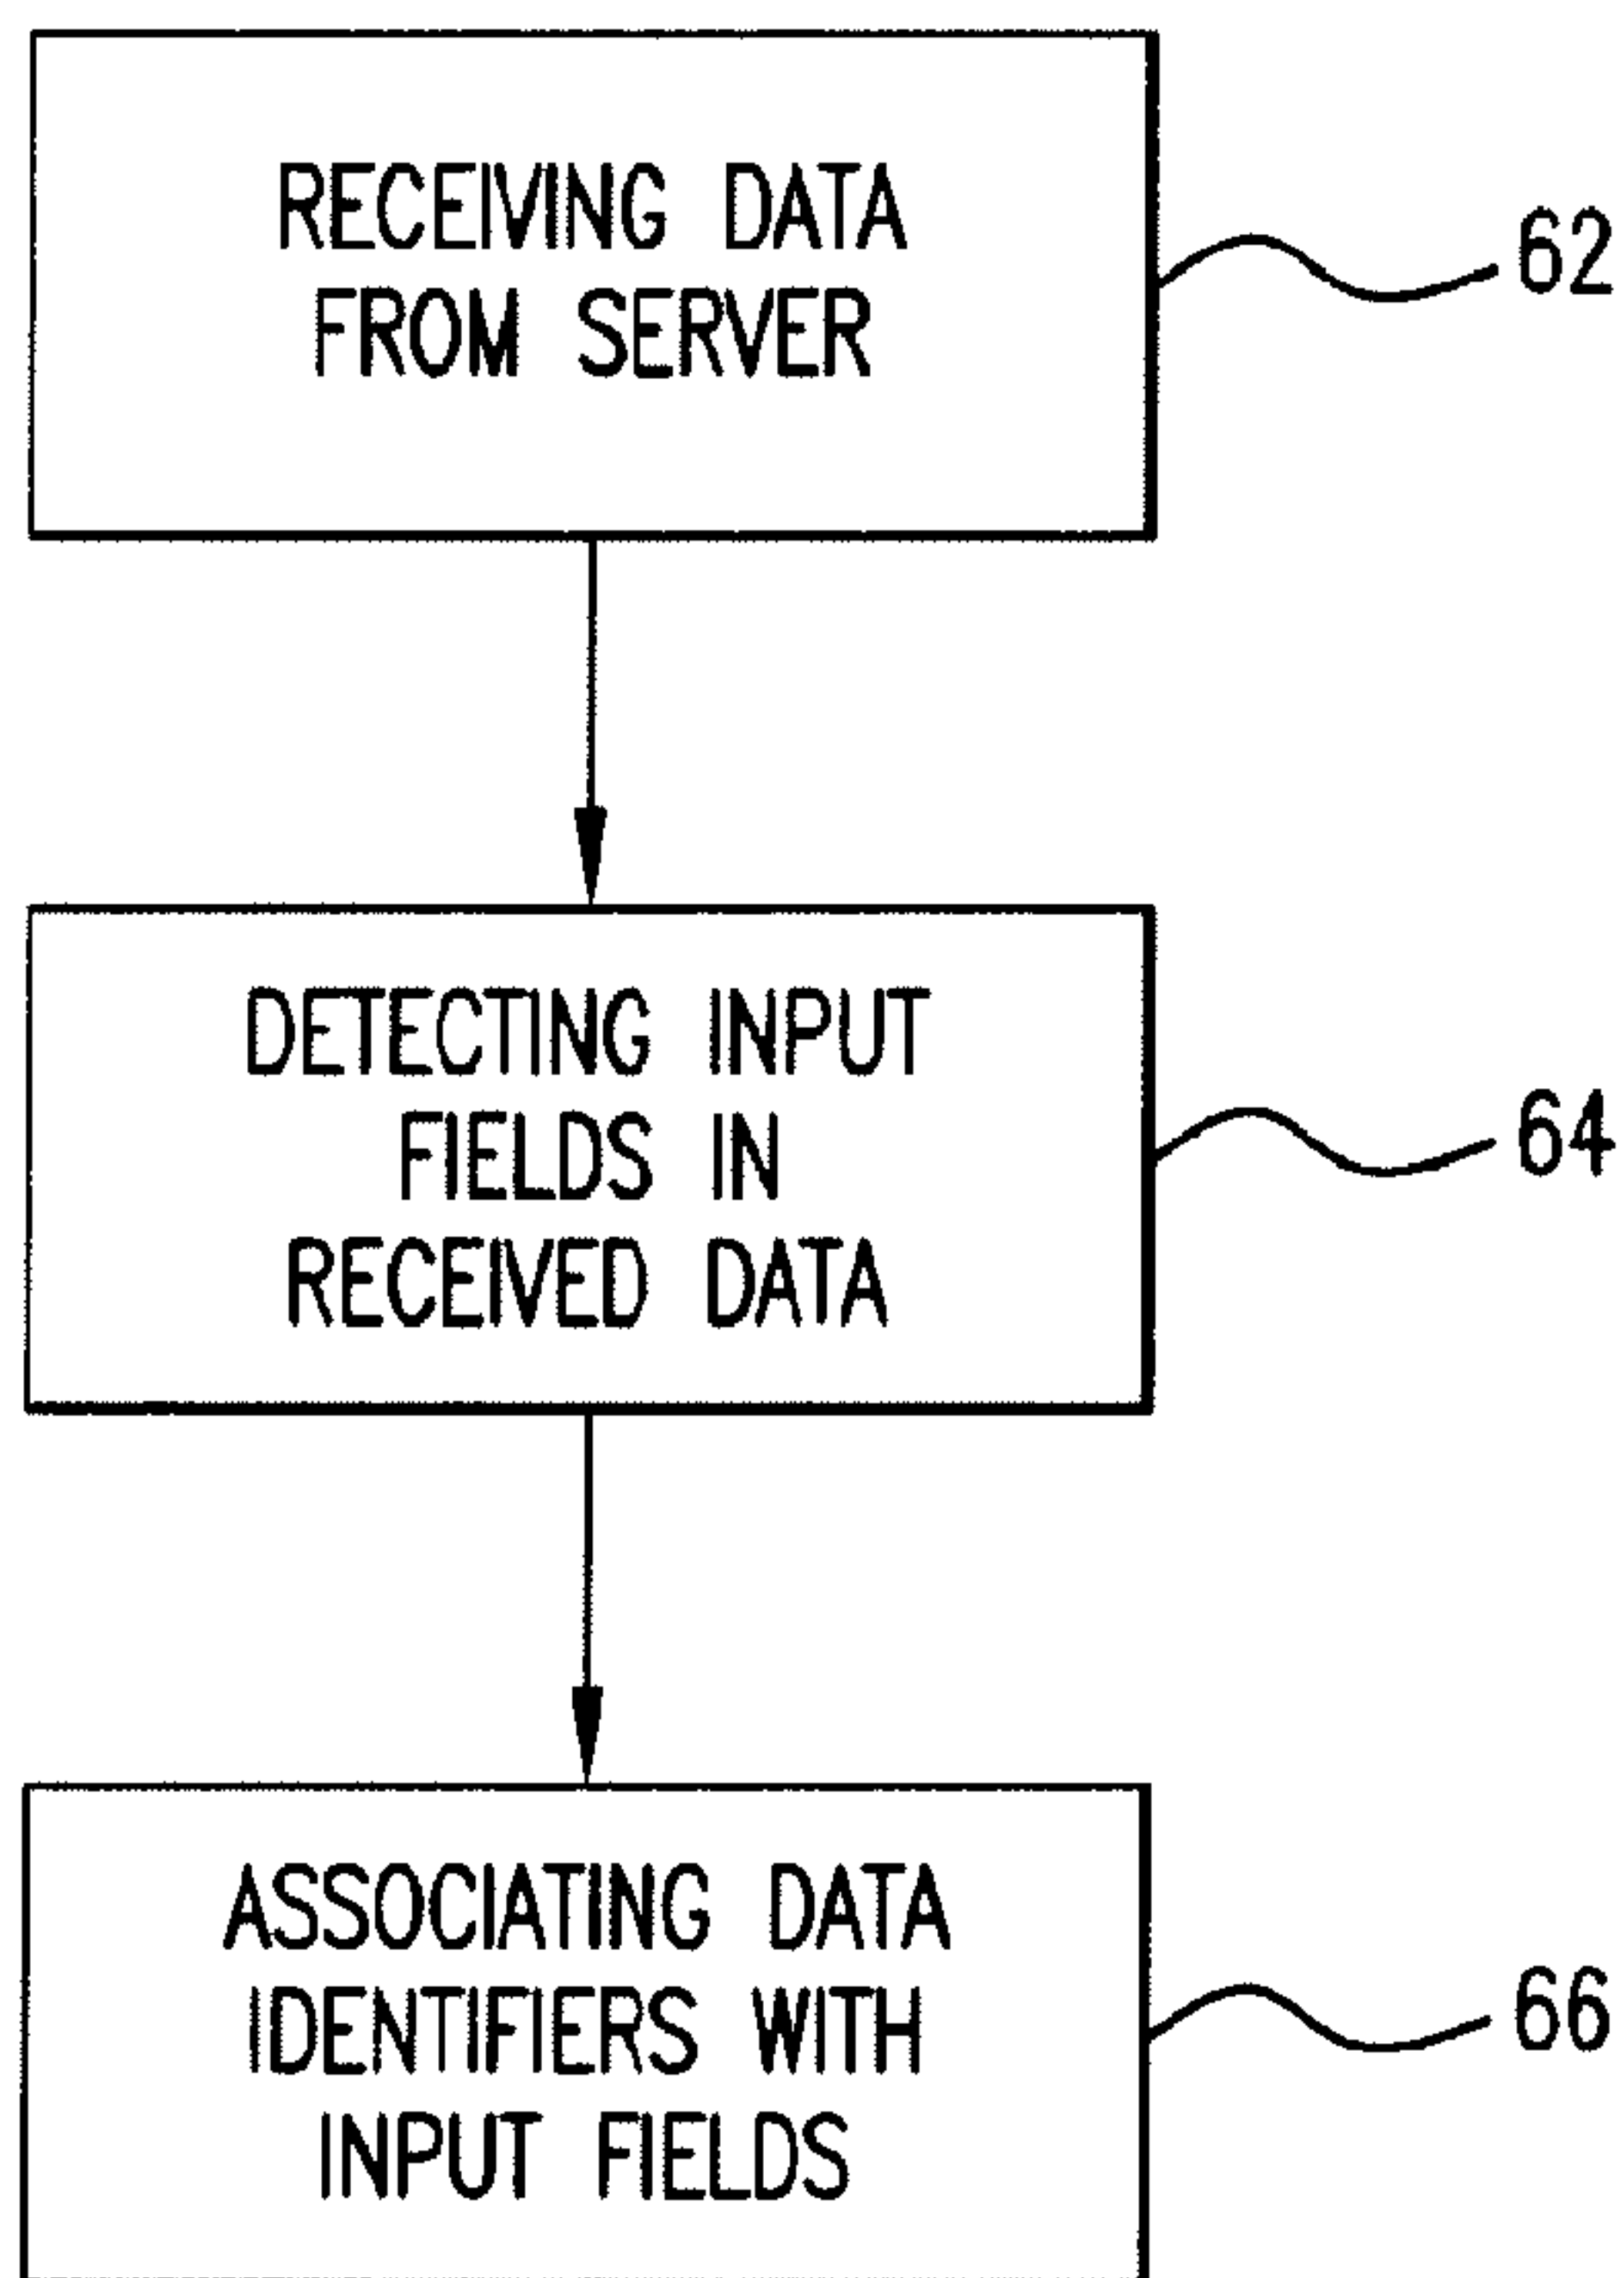 RECEIVING DATA
FROM SERVER
62
DETECTING INPUT
FIELDS IN
RECEIVED DATA
64
ASSOCIATING DATA
IDENTIFIERS WITH
INPUT FIELDS
66